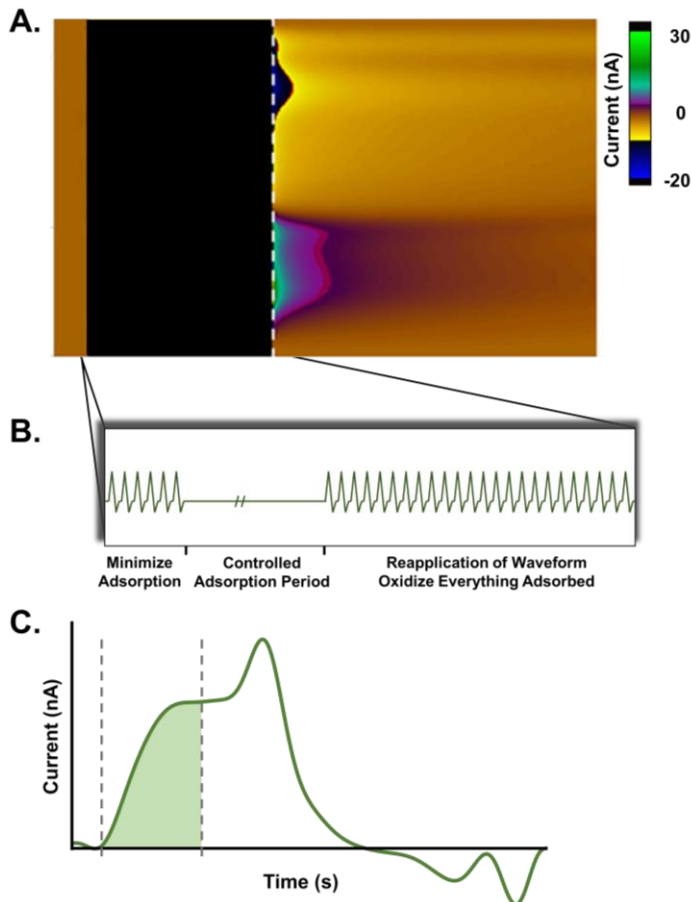 A.
Current (nA)
30
0
-20
B.
Minimize
Adsorption
Controlled
Adsorption Period
Reapplication of Waveform
Oxidize Everything Adsorbed
C.
Current (nA)
Time (s)